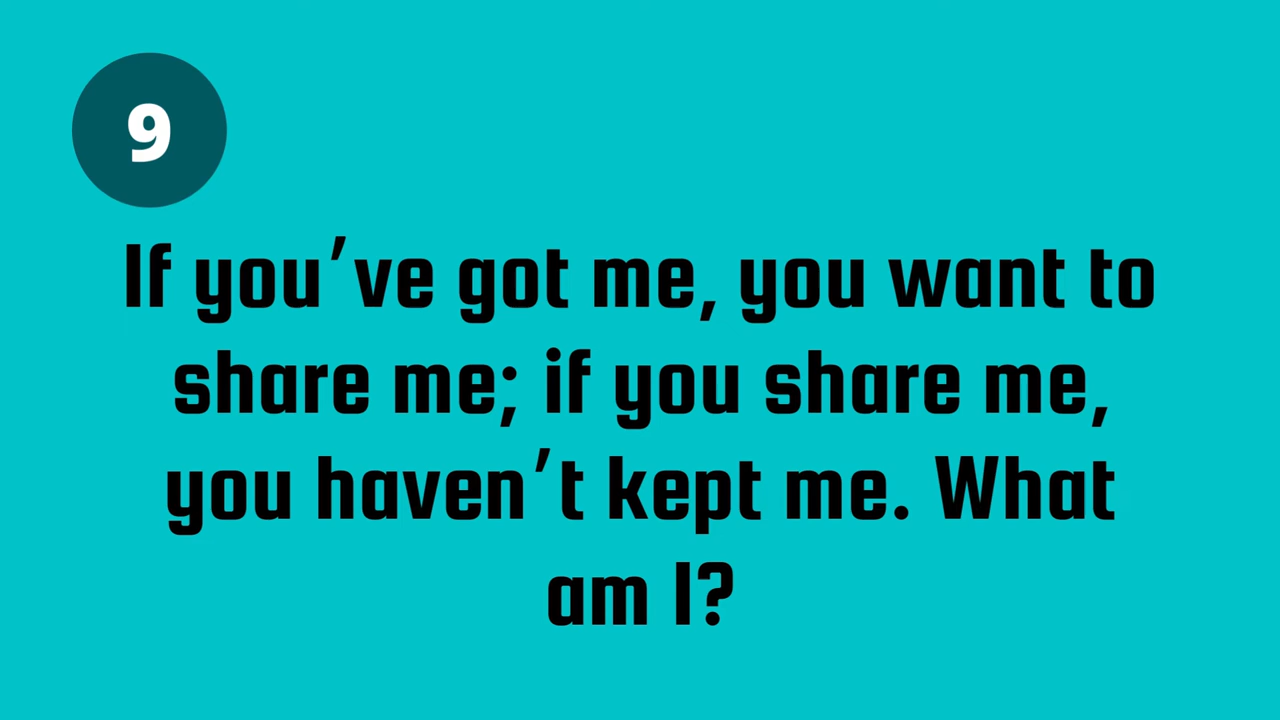 9
If you've got me, you want to
share me; if you share me,
you haven't kept me. What
am I?